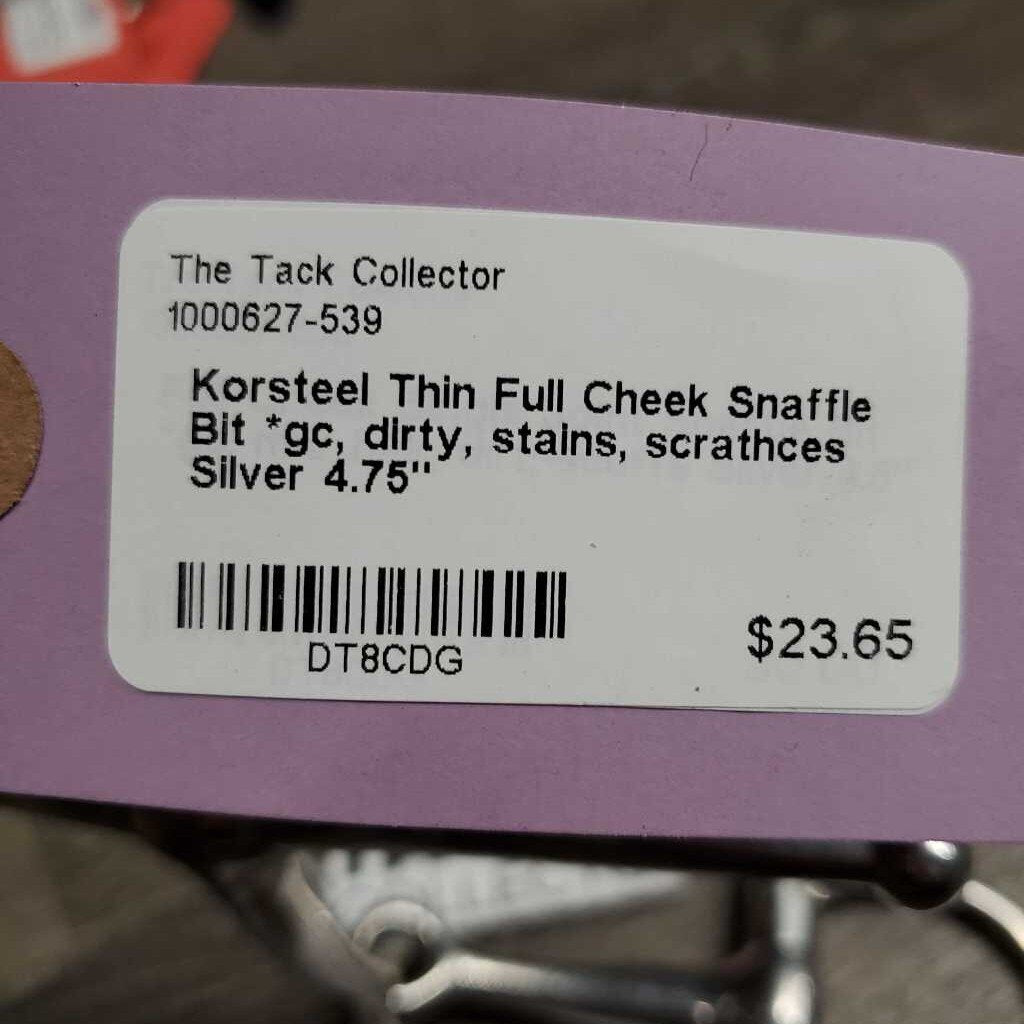 The Tack Collector
1000627-539
Korsteel Thin Full Cheek Snaffle
Bit *gc, dirty, stains, scrathces
Silver 4.75"
DT8CDG
$23.65